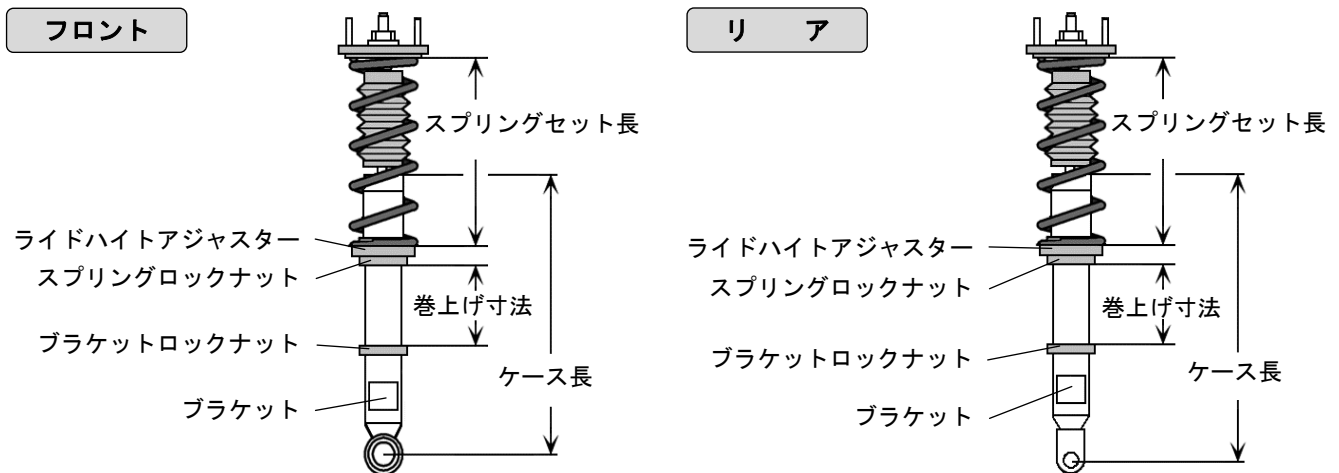 フロント
スプリングセット長
ライドハイトアジャスター
スプリングロックナット
巻上げ寸法
ブラケットロックナット
ケース長
ブラケット
リア
スプリングセット長
ライドハイトアジャスター
スプリングロックナット
巻上げ寸法
ブラケットロックナット
ケース長
ブラケット